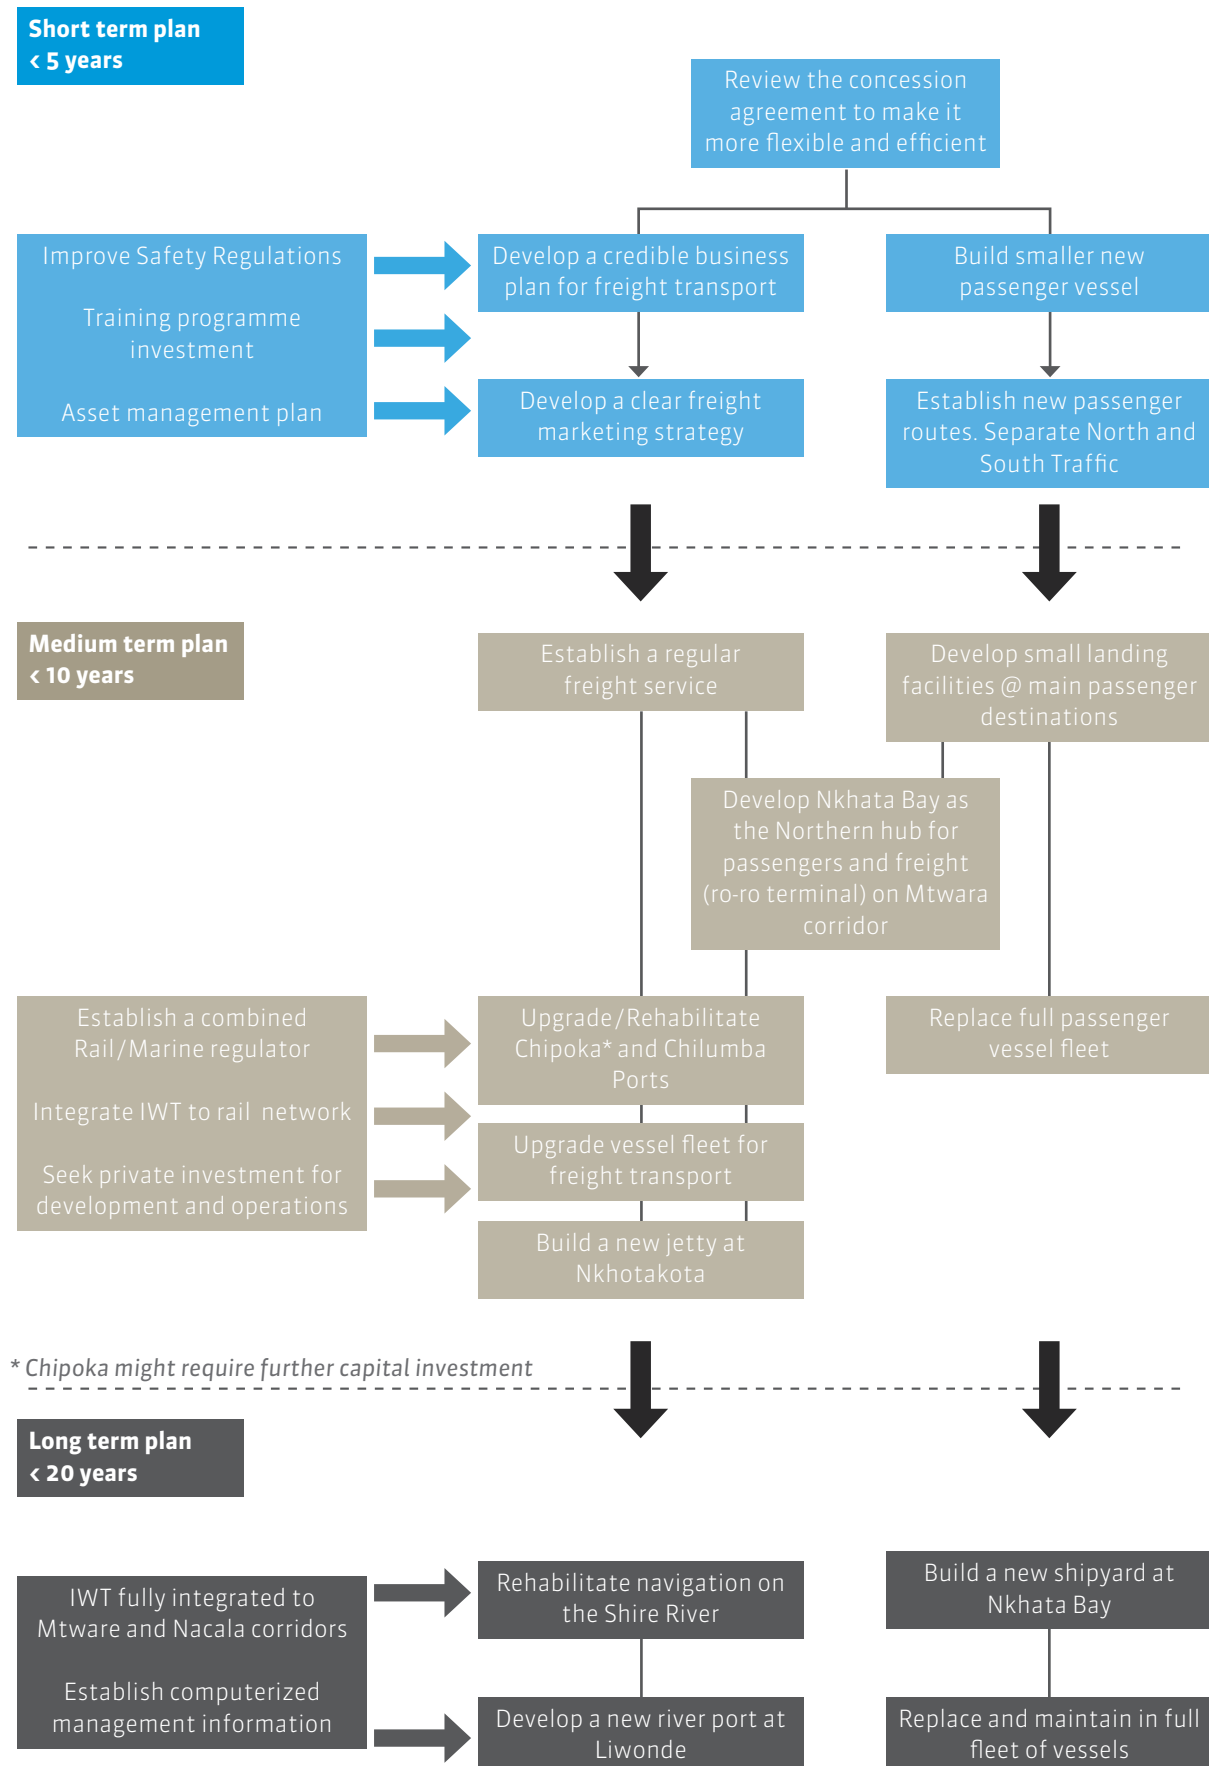 Short term plan
< 5 years
Review the concession
agreement to make it
more flexible and efficient
Improve Safety Regulations
Training programme
investment
Asset management plan
Develop a credible business
plan for freight transport
Build smaller new
passenger vessel
Develop a clear freight
marketing strategy
Establish new passenger
routes. Separate North and
South Traffic
Medium term plan
< 10 years
Establish a regular
freight service
Develop small landing
facilities @ main passenger
destinations
Develop Nkhata Bay as
the Northern hub for
passengers and freight
(ro-ro terminal) on Mtwara
corridor
Establish a combined
Rail/Marine regulator
Integrate IWT to rail network
Seek private investment for
development and operations
Upgrade/Rehabilitate
Chipoka* and Chilumba
Ports
Replace full passenger
vessel fleet
Upgrade vessel fleet for
freight transport
Build a new jetty at
Nkhotakota
* Chipoka might require further capital investment
Long term plan
< 20 years
IWT fully integrated to
Mtware and Nacala corridors
Establish computerized
management information
Rehabilitate navigation on
the Shire River
Build a new shipyard at
Nkhata Bay
Develop a new river port at
Liwonde
Replace and maintain in full
fleet of vessels